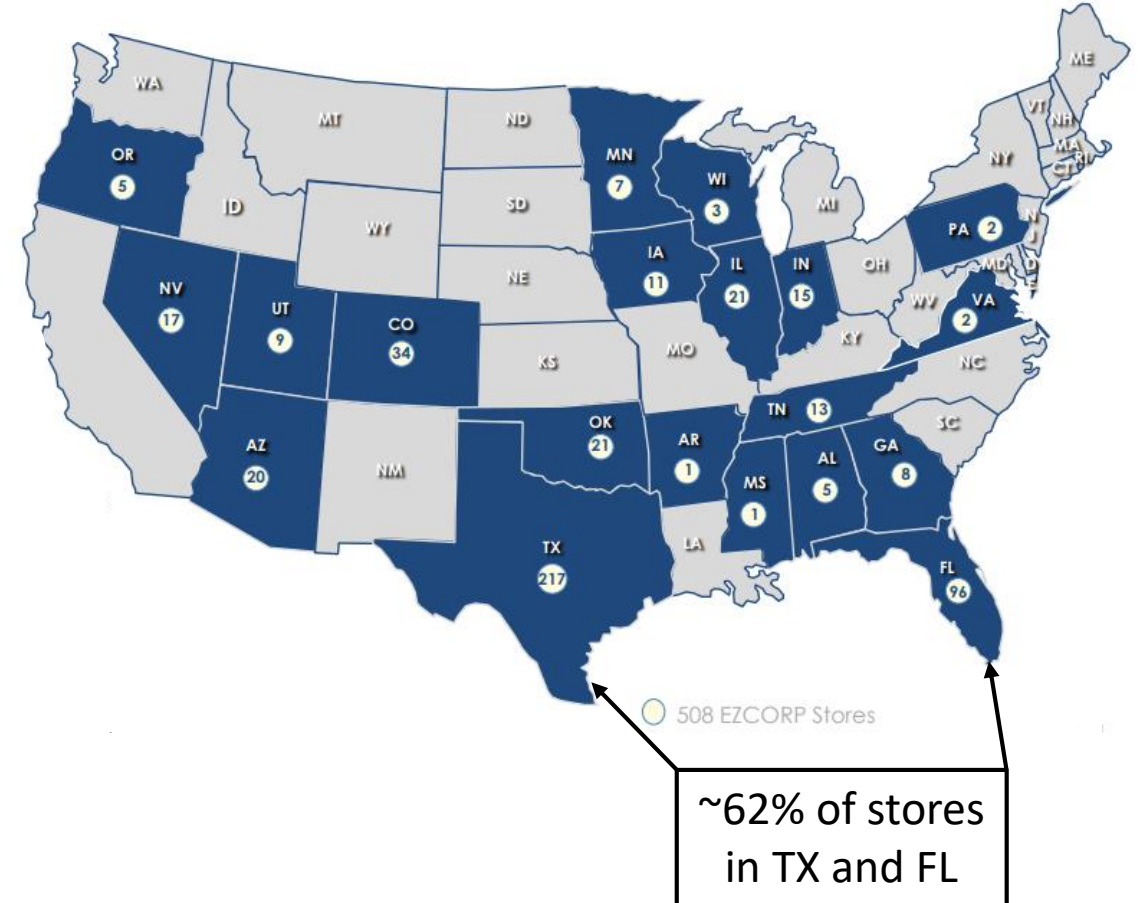 WA
MT
ND
MN
7
ME
VT
NH
MA
RI
CT
NY
OR
5
ID
WY
SD
WI
3
MI
PA 2
N
J
NV
17
UT
9
CO
34
NE
IA
11
IL
21
IN
15
OH
MD
D
E
WV
VA
2
KS
MO
KY
NC
AZ
20
NM
OK
21
AR
1
TN 13
SC
MS
1
AL
5
GA
8
TX
217
LA
FL
96
508 EZCORP Stores
~62% of stores
in TX and FL